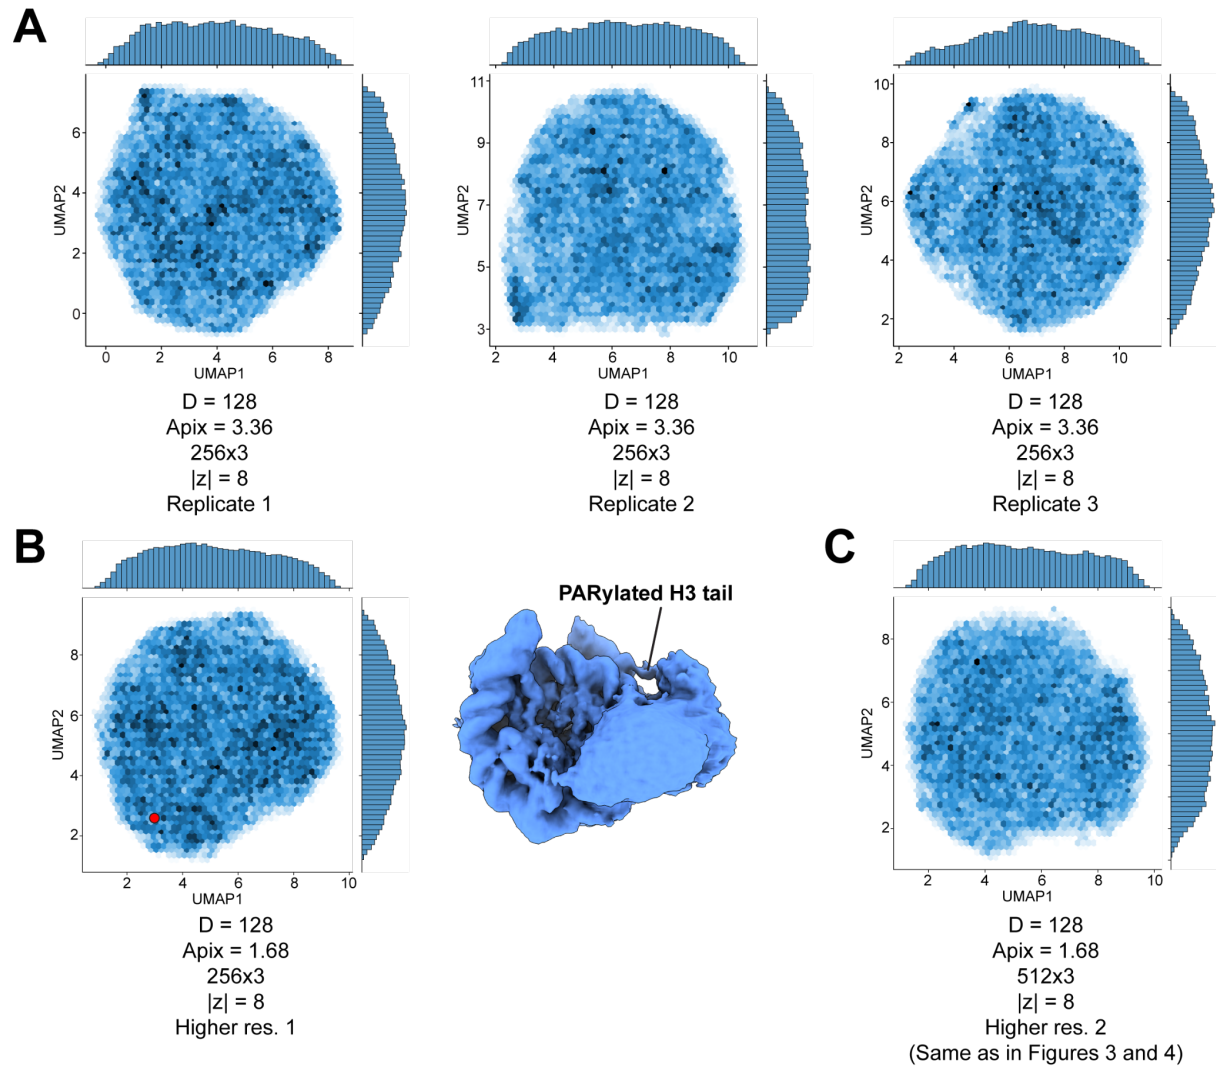 A
0 2 4 6 8
0 2 4 6
UMAP1
UMAP2
D = 128
Apix = 3.36
256x3
|z| = 8
Replicate 1
2 4 6 8 10
3 5 7 9 11
UMAP1
UMAP2
D = 128
Apix = 3.36
256x3
|z| = 8
Replicate 2
2 4 6 8 10
2 4 6 8 10
UMAP1
UMAP2
D = 128
Apix = 3.36
256x3
|z| = 8
Replicate 3
B
2 4 6 8 10
2 4 6 8
UMAP1
UMAP2
D = 128
Apix = 1.68
256x3
|z| = 8
Higher res. 1
PARylated H3 tail
C
2 4 6 8 10
2 4 6 8
UMAP1
UMAP2
D = 128
Apix = 1.68
512x3
|z| = 8
Higher res. 2
(Same as in Figures 3 and 4)